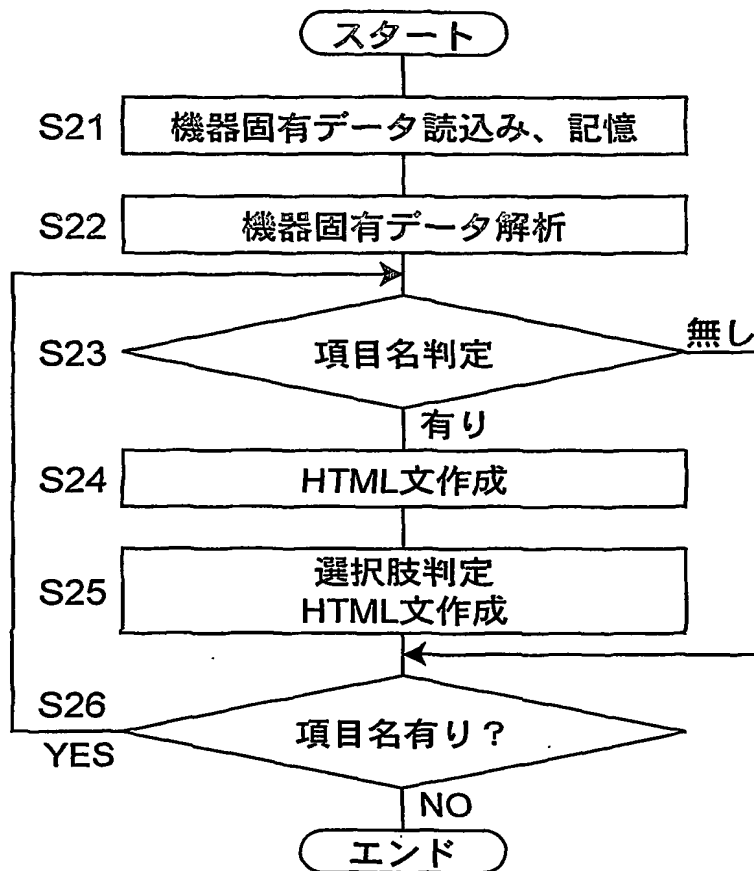 スタート
S21 機器固有データ読込み、記憶
S22 機器固有データ解析
S23 項目名判定 無し
有り
S24 HTML文作成
S25 選択肢判定
HTML文作成
S26 項目名有り？
YES
NO
エンド